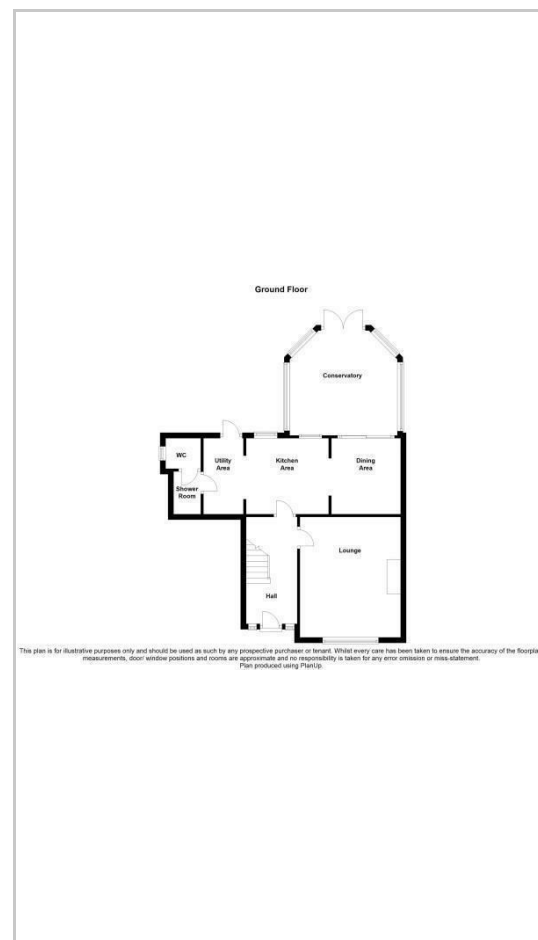 Ground Floor
Conservatory
WC
Utility
Area
Kitchen
Area
Dining
Area
Shower
Room
Lounge
Hall
This plan is for illustrative purposes only and should be used as such by any prospective purchaser or tenant. Whilst every care has been taken to ensure the accuracy of the floorpla
measurements, door/ window positions and rooms are approximate and no responsibility is taken for any error omission or miss-statement.
Plan produced using PlanUp.